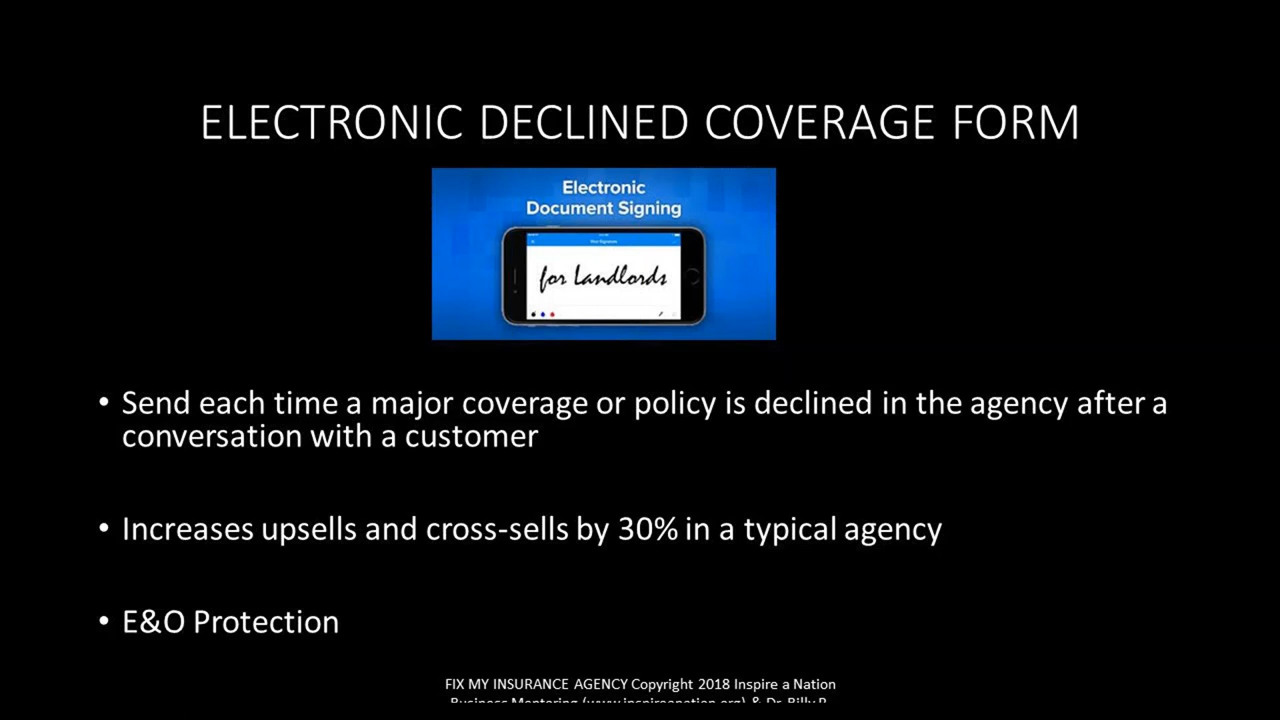 ELECTRONIC DECLINED COVERAGE FORM
Electronic
Document Signing
for Landlords
• Send each time a major coverage or policy is declined in the agency after a
conversation with a customer
• Increases upsells and cross-sells by 30% in a typical agency
• E&O Protection
FIX MY INSURANCE AGENCY Copyright 2018 Inspire a Nation
Business Mentoring (www.inspireanation.org) & Dr. Billy R.